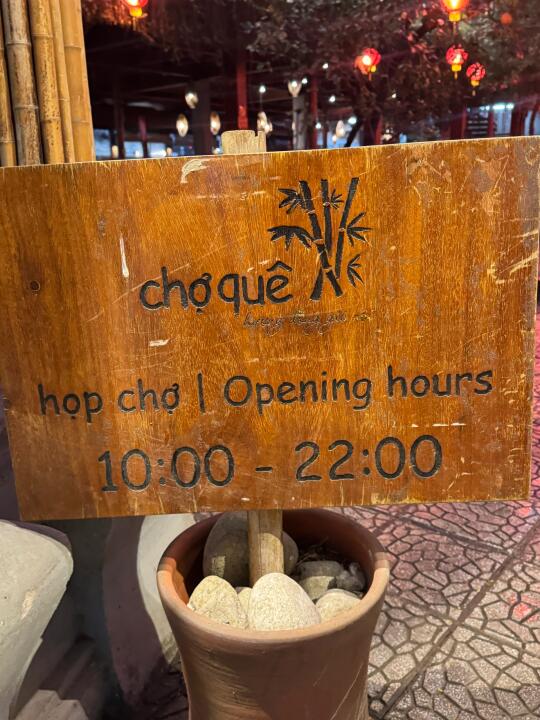 chợ quê
họp chợ | Opening hours
10:00 - 22:00